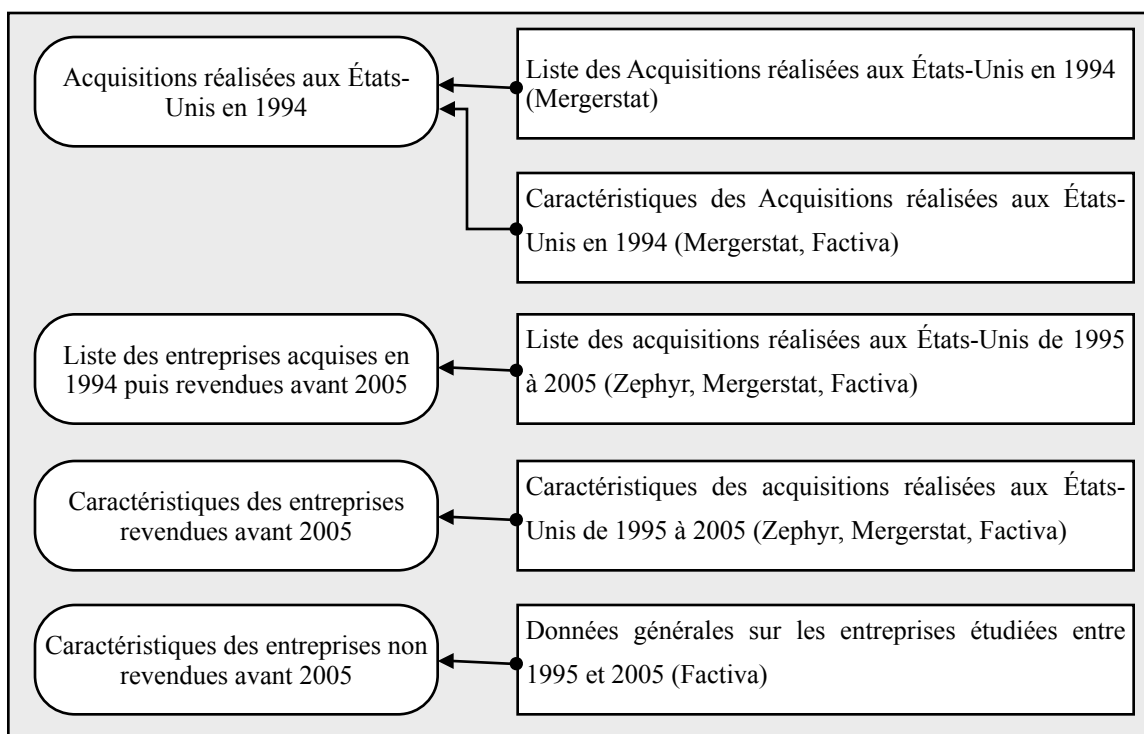 Acquisitions réalisées aux États-
Unis en 1994
Liste des Acquisitions réalisées aux États-Unis en 1994
(Mergerstat)
Caractéristiques des Acquisitions réalisées aux États-
Unis en 1994 (Mergerstat, Factiva)
Liste des entreprises acquises en
1994 puis revendues avant 2005
Liste des acquisitions réalisées aux États-Unis de 1995
à 2005 (Zephyr, Mergerstat, Factiva)
Caractéristiques des entreprises
revendues avant 2005
Caractéristiques des acquisitions réalisées aux États-
Unis de 1995 à 2005 (Zephyr, Mergerstat, Factiva)
Caractéristiques des entreprises non
revendues avant 2005
Données générales sur les entreprises étudiées entre
1995 et 2005 (Factiva)